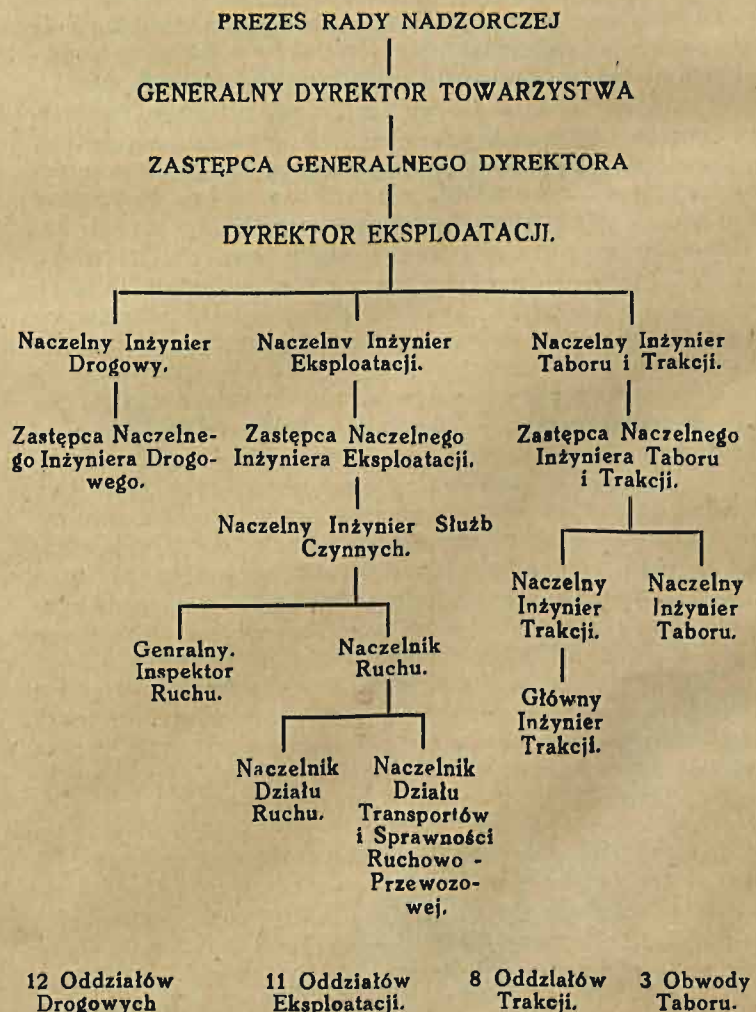 PREZES RADY NADZORCZEJ
GENERALNY DYREKTOR TOWARZYSTWA
ZASTĘPCA GENERALNEGO DYREKTORA
DYREKTOR EKSPLOATACJI.
Naczelny Inżynier
Drogowy.
Naczelny Inżynier
Eksploatacji.
Naczelny Inżynier
Taboru i Trakcji.
Zastępca Naczelne-
go Inżyniera Drogo-
wego.
Zastępca Naczelnego
Inżyniera Eksploatacji.
Zastępca Naczelnego
Inżyniera Taboru
i Trakcji.
Naczelny Inżynier Służb
Czynnych.
Naczelny
Inżynier
Trakcji.
Naczelny
Inżynier
Taboru.
Genralny.
Inspektor
Ruchu.
Naczelnik
Ruchu.
Główny
Inżynier
Trakcji.
Naczelnik
Działu
Ruchu.
Naczelnik
Działu
Transportów
i Sprawności
Ruchowo -
Przewozo-
wej.
12 Oddziałów
Drogowych
11 Oddziałów
Eksploatacji.
8 Oddziałów
Trakcji.
3 Obwody
Taboru.